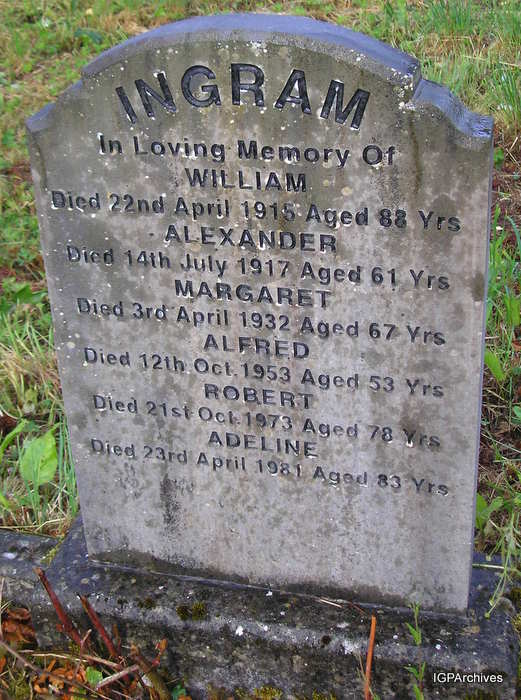 INGRAM
In Loving Memory Of
WILLIAM
Died 22nd April 1915 Aged 88 Yrs
ALEXANDER
Died 14th July 1917 Aged 61 Yrs
MARGARET
Died 3rd April 1932 Aged 67 Yrs
ALFRED
Died 12th Oct. 1953 Aged 53 Yrs
ROBERT
Died 21st Oct. 1973 Aged 78 Yrs
ADELINE
Died 23rd April 1981 Aged 83 Yrs
IGPArchives